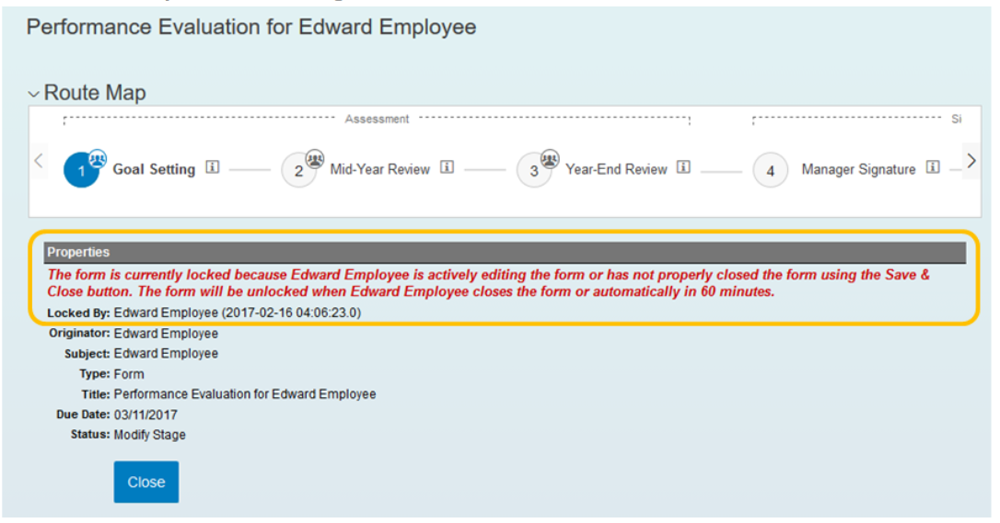 Performance Evaluation for Edward Employee
Route Map
Assessment
Si
1 Goal Setting i
2 Mid-Year Review i
3 Year-End Review i
4 Manager Signature i
Properties
The form is currently locked because Edward Employee is actively editing the form or has not properly closed the form using the Save &
Close button. The form will be unlocked when Edward Employee closes the form or automatically in 60 minutes.
Locked By: Edward Employee (2017-02-16 04:06:23.0)
Originator: Edward Employee
Subject: Edward Employee
Type: Form
Title: Performance Evaluation for Edward Employee
Due Date: 03/11/2017
Status: Modify Stage
Close